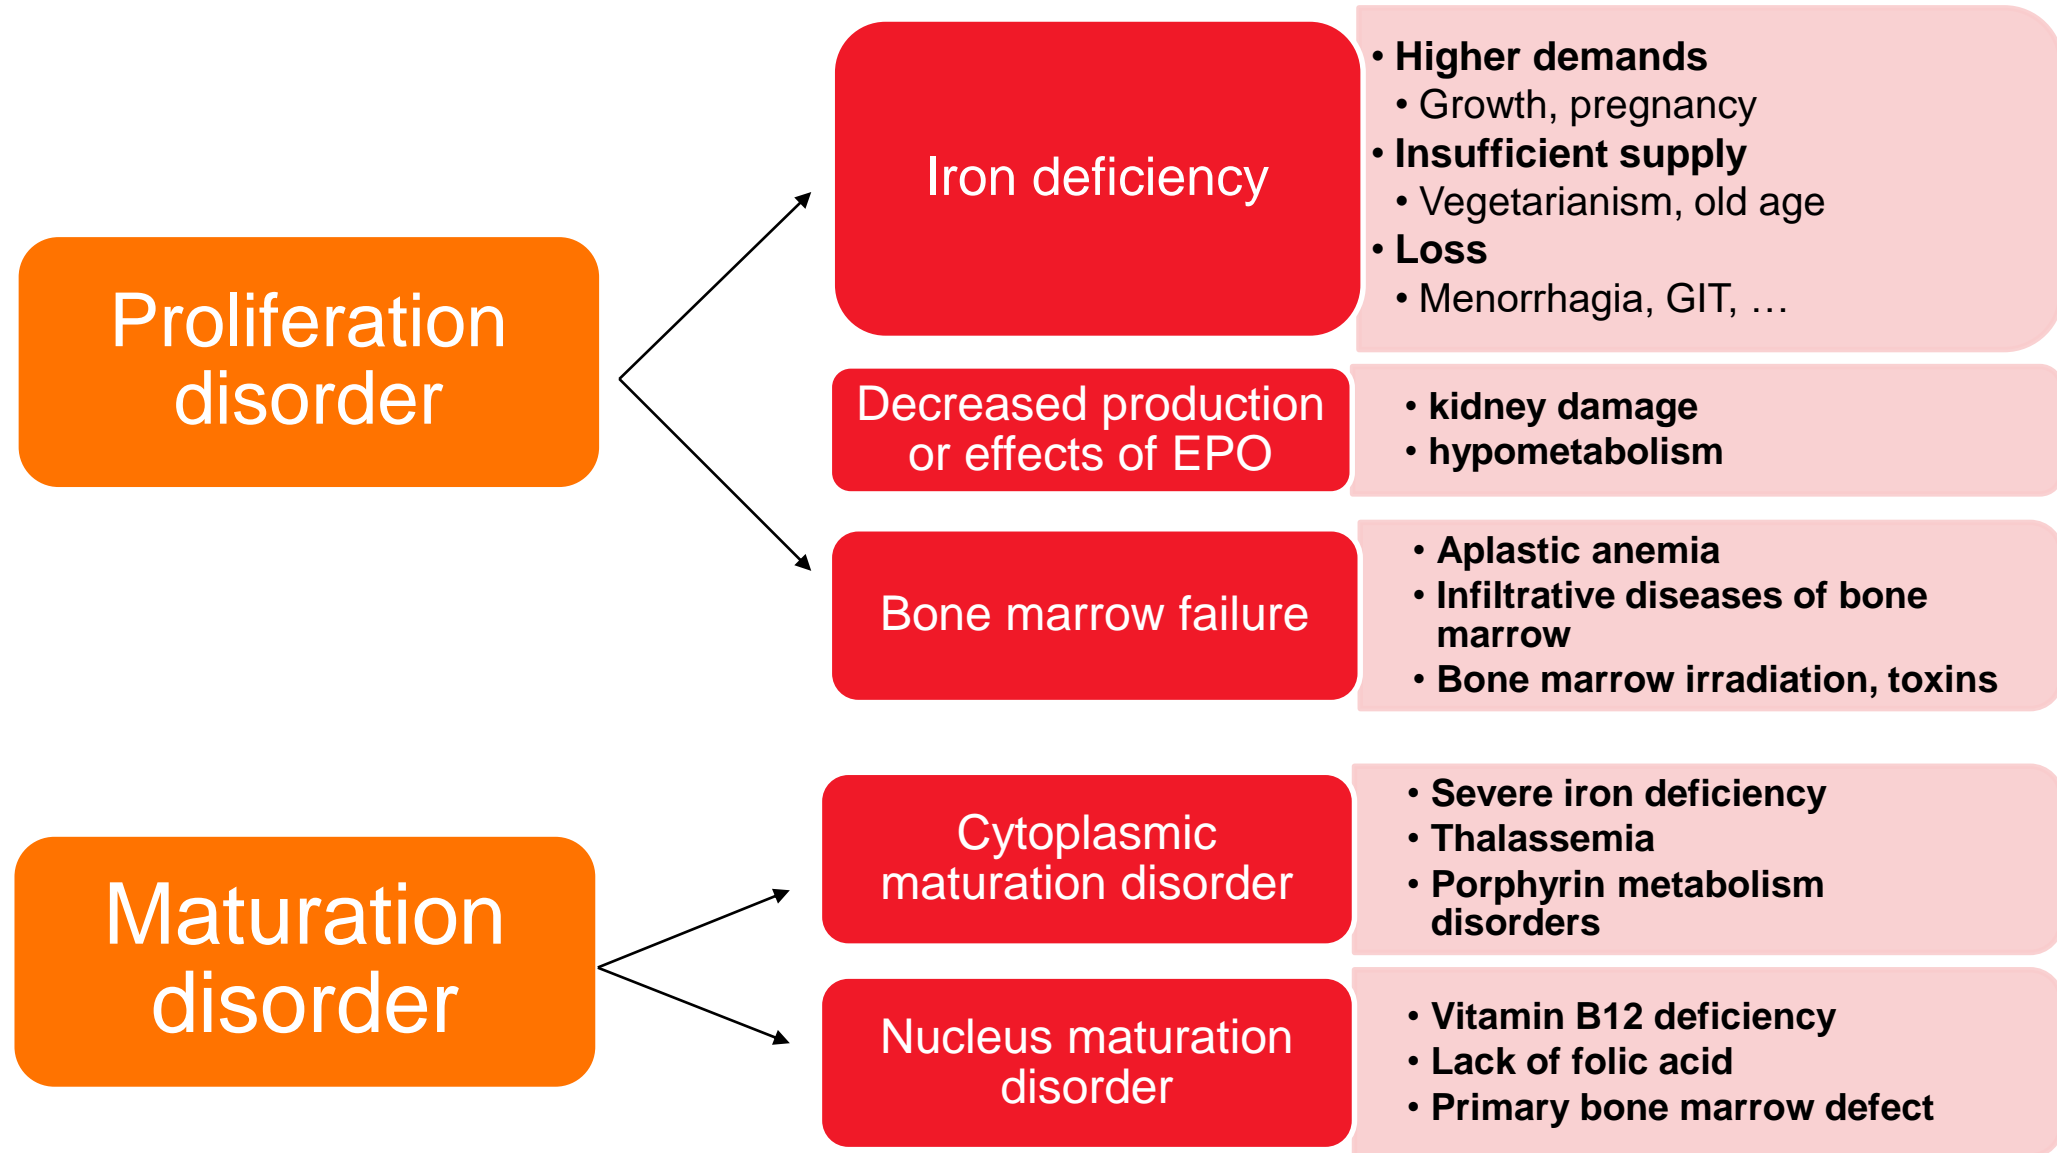 Proliferation
disorder
Iron deficiency
• Higher demands
• Growth, pregnancy
• Insufficient supply
• Vegetarianism, old age
• Loss
• Menorrhagia, GIT, …
Decreased production
or effects of EPO
• kidney damage
• hypometabolism
Bone marrow failure
• Aplastic anemia
• Infiltrative diseases of bone
marrow
• Bone marrow irradiation, toxins
Maturation
disorder
Cytoplasmic
maturation disorder
• Severe iron deficiency
• Thalassemia
• Porphyrin metabolism
disorders
Nucleus maturation
disorder
• Vitamin B12 deficiency
• Lack of folic acid
• Primary bone marrow defect